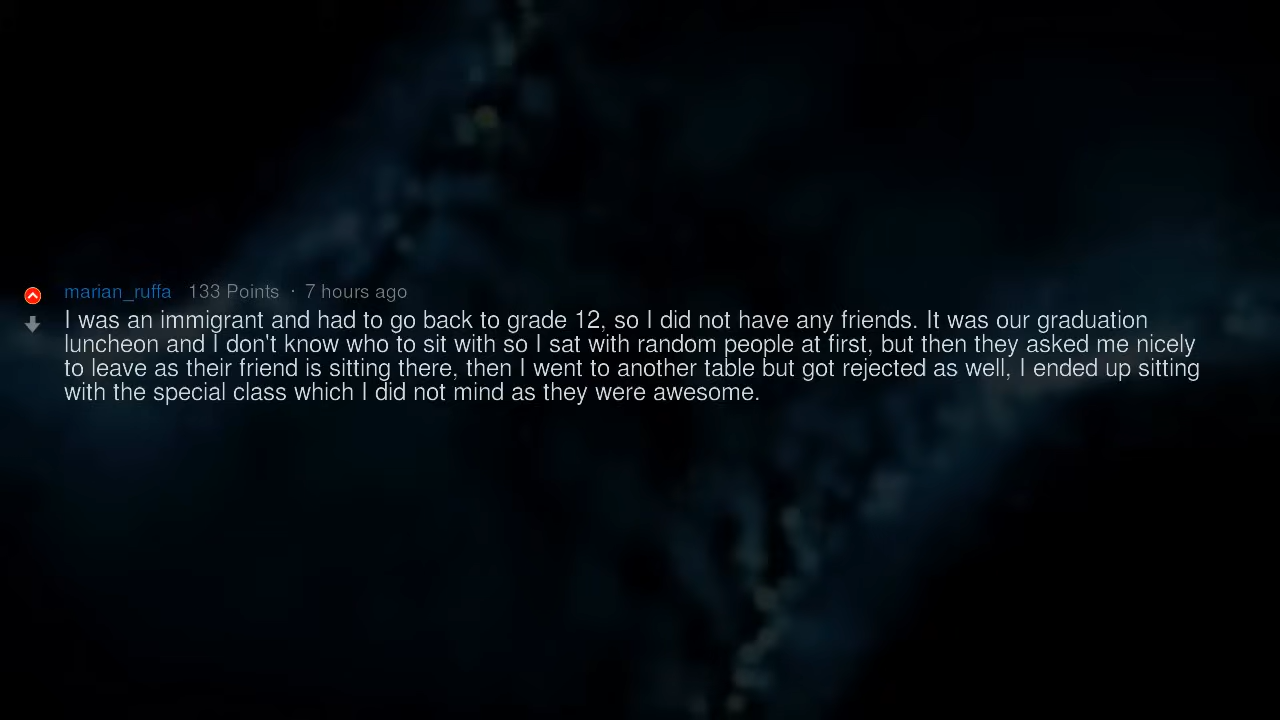 marian_ruffa 133 Points · 7 hours ago
I was an immigrant and had to go back to grade 12, so I did not have any friends. It was our graduation
luncheon and I don't know who to sit with so I sat with random people at first, but then they asked me nicely
to leave as their friend is sitting there, then I went to another table but got rejected as well, I ended up sitting
with the special class which I did not mind as they were awesome.